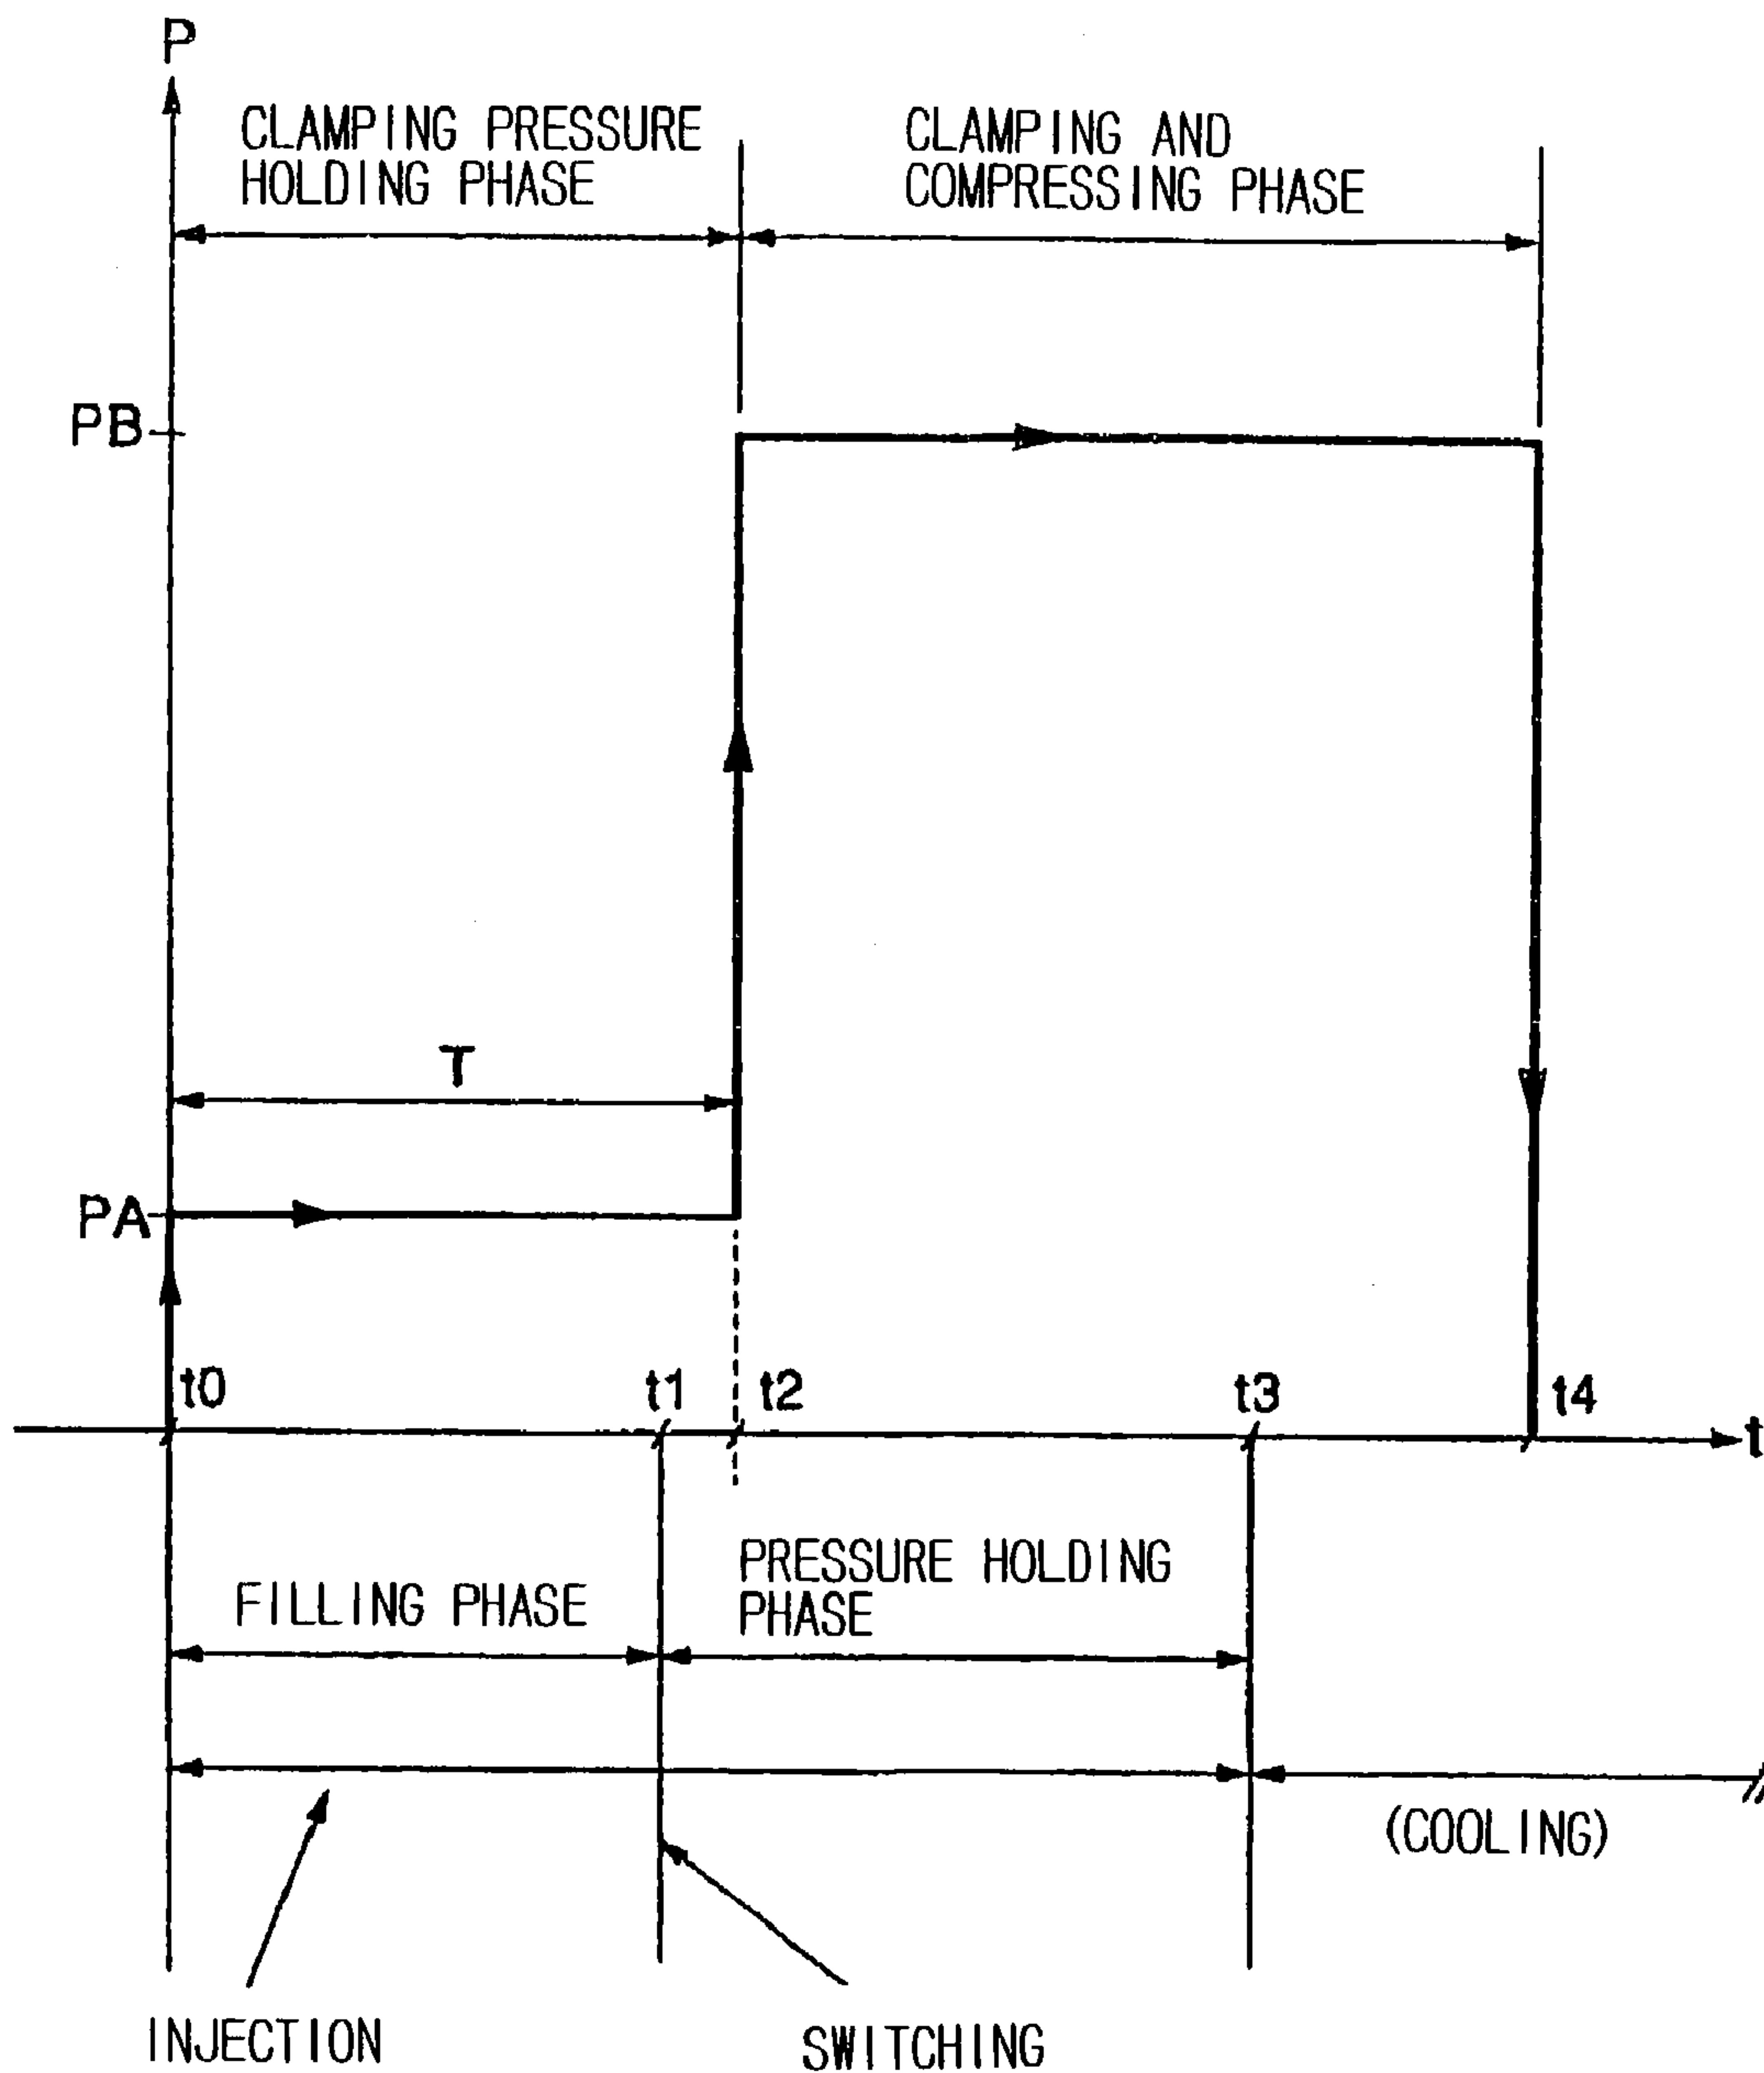 P
CLAMPING PRESSURE
HOLDING PHASE
CLAMPING AND
COMPRESSING PHASE
PB
T
PA
t0
t1
t2
t3
t4
t
FILLING PHASE
PRESSURE HOLDING
PHASE
(COOLING)
INJECTION
SWITCHING